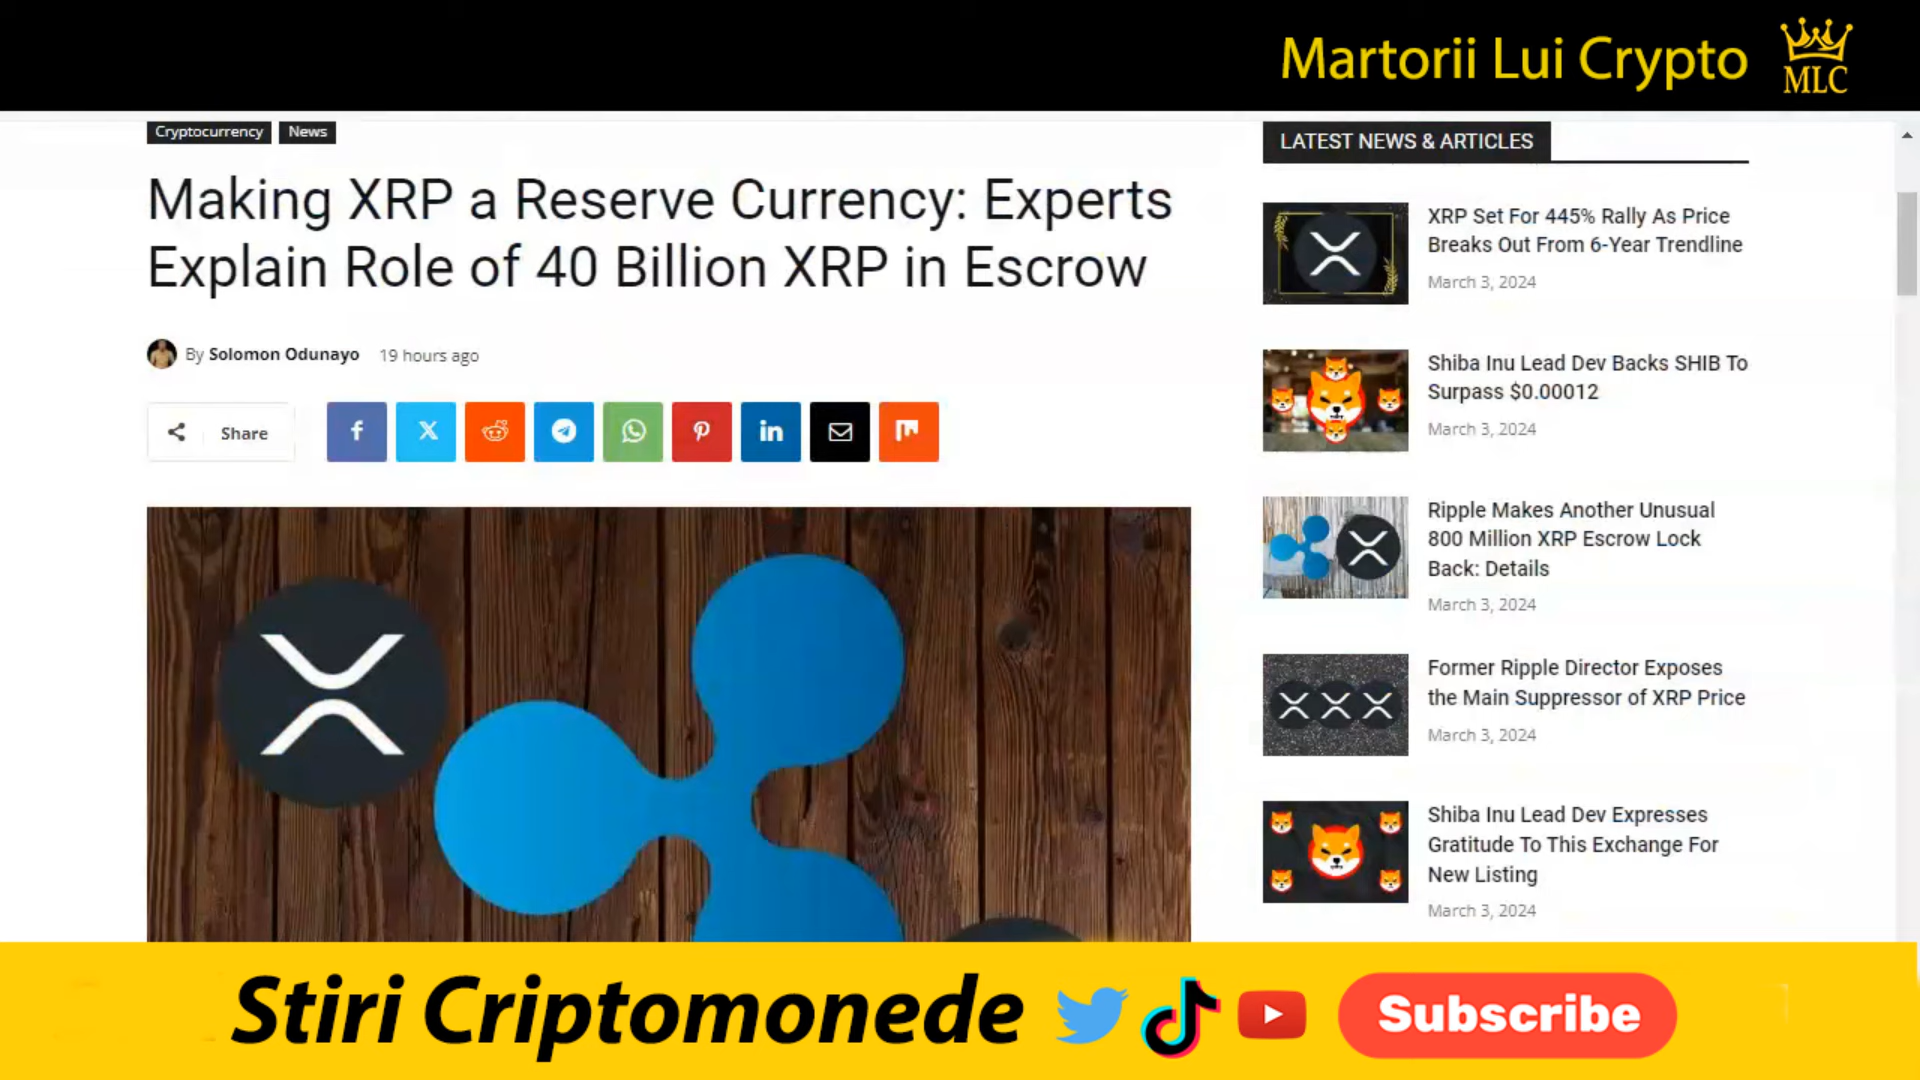 Martorii Lui Crypto
MLC
Cryptocurrency
News
Making XRP a Reserve Currency: Experts
Explain Role of 40 Billion XRP in Escrow
By Solomon Odunayo 19 hours ago
Share
LATEST NEWS & ARTICLES
XRP Set For 445% Rally As Price
Breaks Out From 6-Year Trendline
March 3, 2024
Shiba Inu Lead Dev Backs SHIB To
Surpass $0.00012
March 3, 2024
Ripple Makes Another Unusual
800 Million XRP Escrow Lock
Back: Details
March 3, 2024
Former Ripple Director Exposes
the Main Suppressor of XRP Price
March 3, 2024
Shiba Inu Lead Dev Expresses
Gratitude To This Exchange For
New Listing
March 3, 2024
Stiri Criptomonede
Subscribe